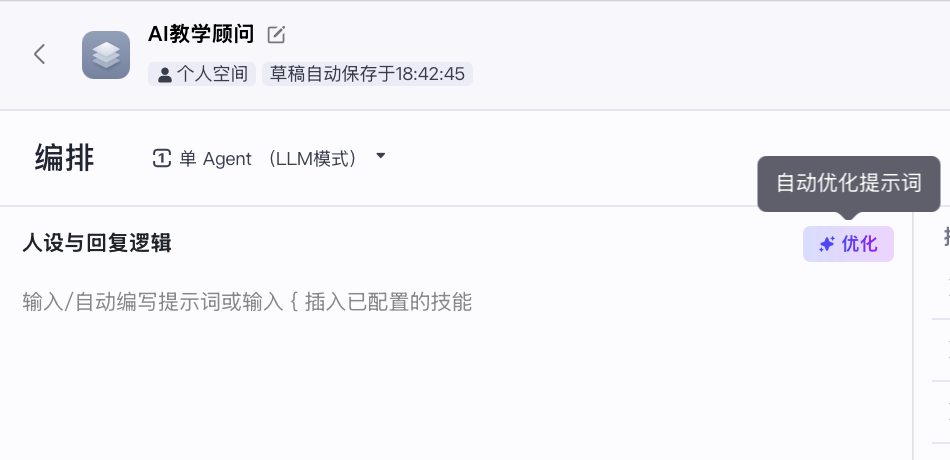 AI教学顾问
个人空间 草稿自动保存于18:42:45
编排 单 Agent （LLM模式）
自动优化提示词
人设与回复逻辑 优化
输入/自动编写提示词或输入 { 插入已配置的技能